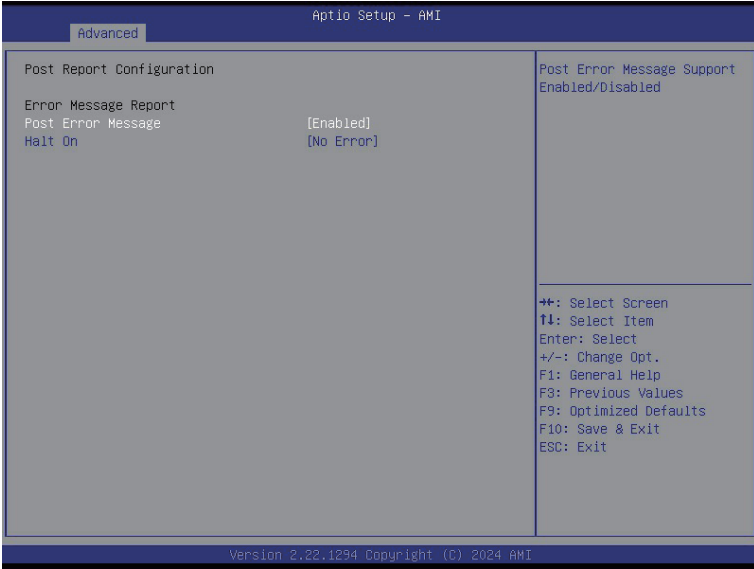 Aptio Setup – AMI
Advanced
Post Report Configuration
Error Message Report
Post Error Message [Enabled]
Halt On [No Error]
Post Error Message Support
Enabled/Disabled
→←: Select Screen
↑↓: Select Item
Enter: Select
+/-: Change Opt.
F1: General Help
F3: Previous Values
F9: Optimized Defaults
F10: Save & Exit
ESC: Exit
Version 2.22.1294 Copyright (C) 2024 AMI